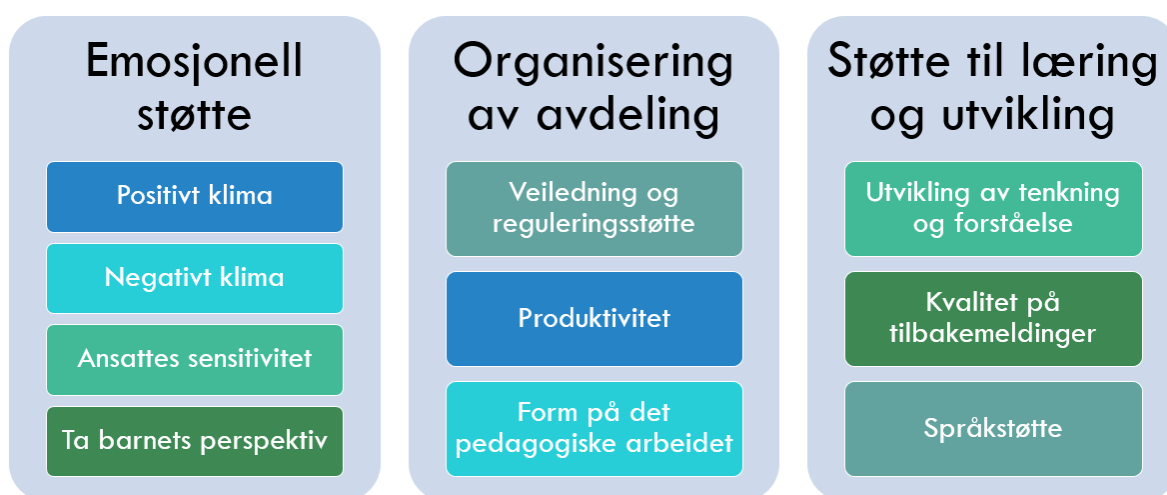 Emosjonell
støtte
Positivt klima
Negativt klima
Ansattes sensitivitet
Ta barnets perspektiv
Organisering
av avdeling
Veiledning og
reguleringsstøtte
Produktivitet
Form på det
pedagogiske arbeidet
Støtte til læring
og utvikling
Utvikling av tenkning
og forståelse
Kvalitet på
tilbakemeldinger
Språkstøtte